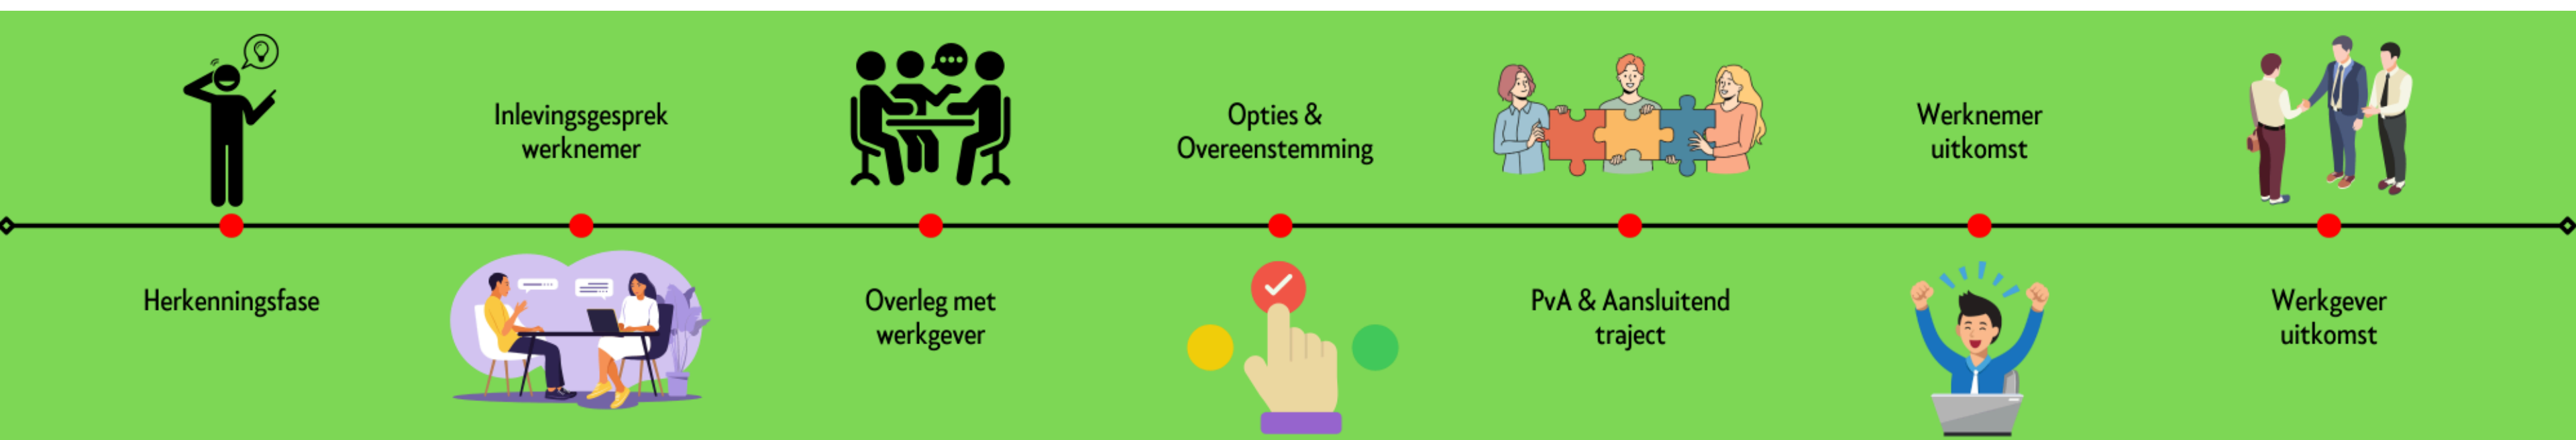 Herkenningsfase
Inlevingsgesprek
werknemer
Overleg met
werkgever
Opties &
Overeenstemming
PvA & Aansluitend
traject
Werknemer
uitkomst
Werkgever
uitkomst